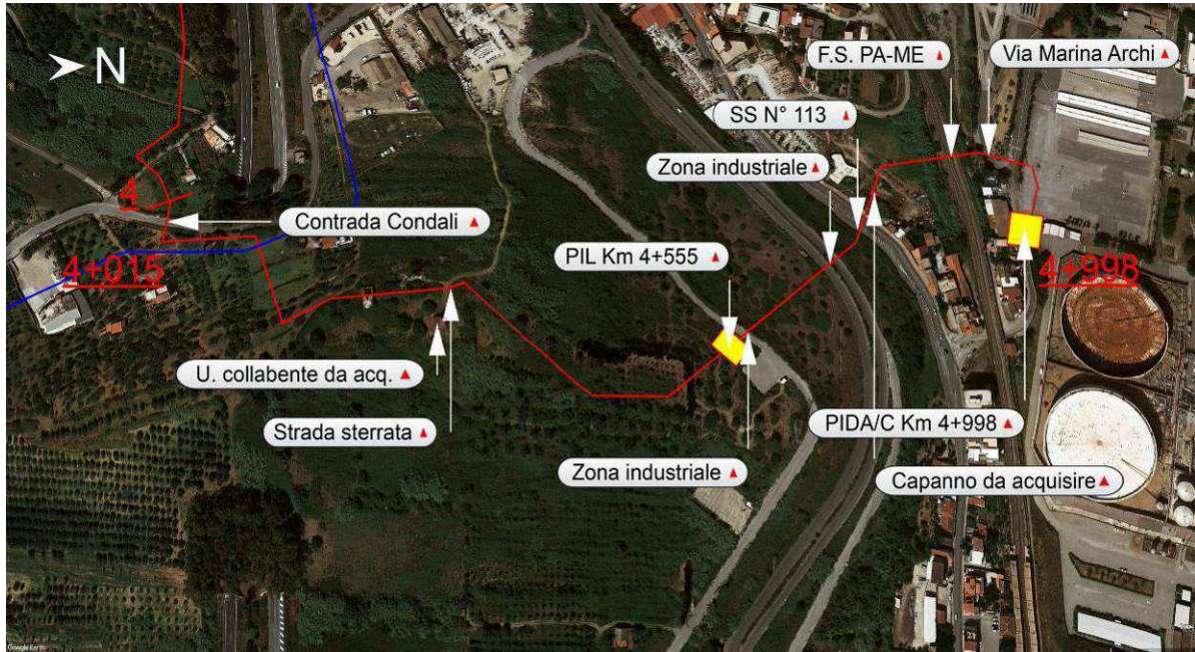 N
F.S. PA-ME
Via Marina Archi
SS N° 113
Zona industriale
4
Contrada Condali
4+015
PIL Km 4+555
4+998
U. collabente da acq.
Strada sterrata
PIDA/C Km 4+998
Zona industriale
Capanno da acquisire
Google Earth